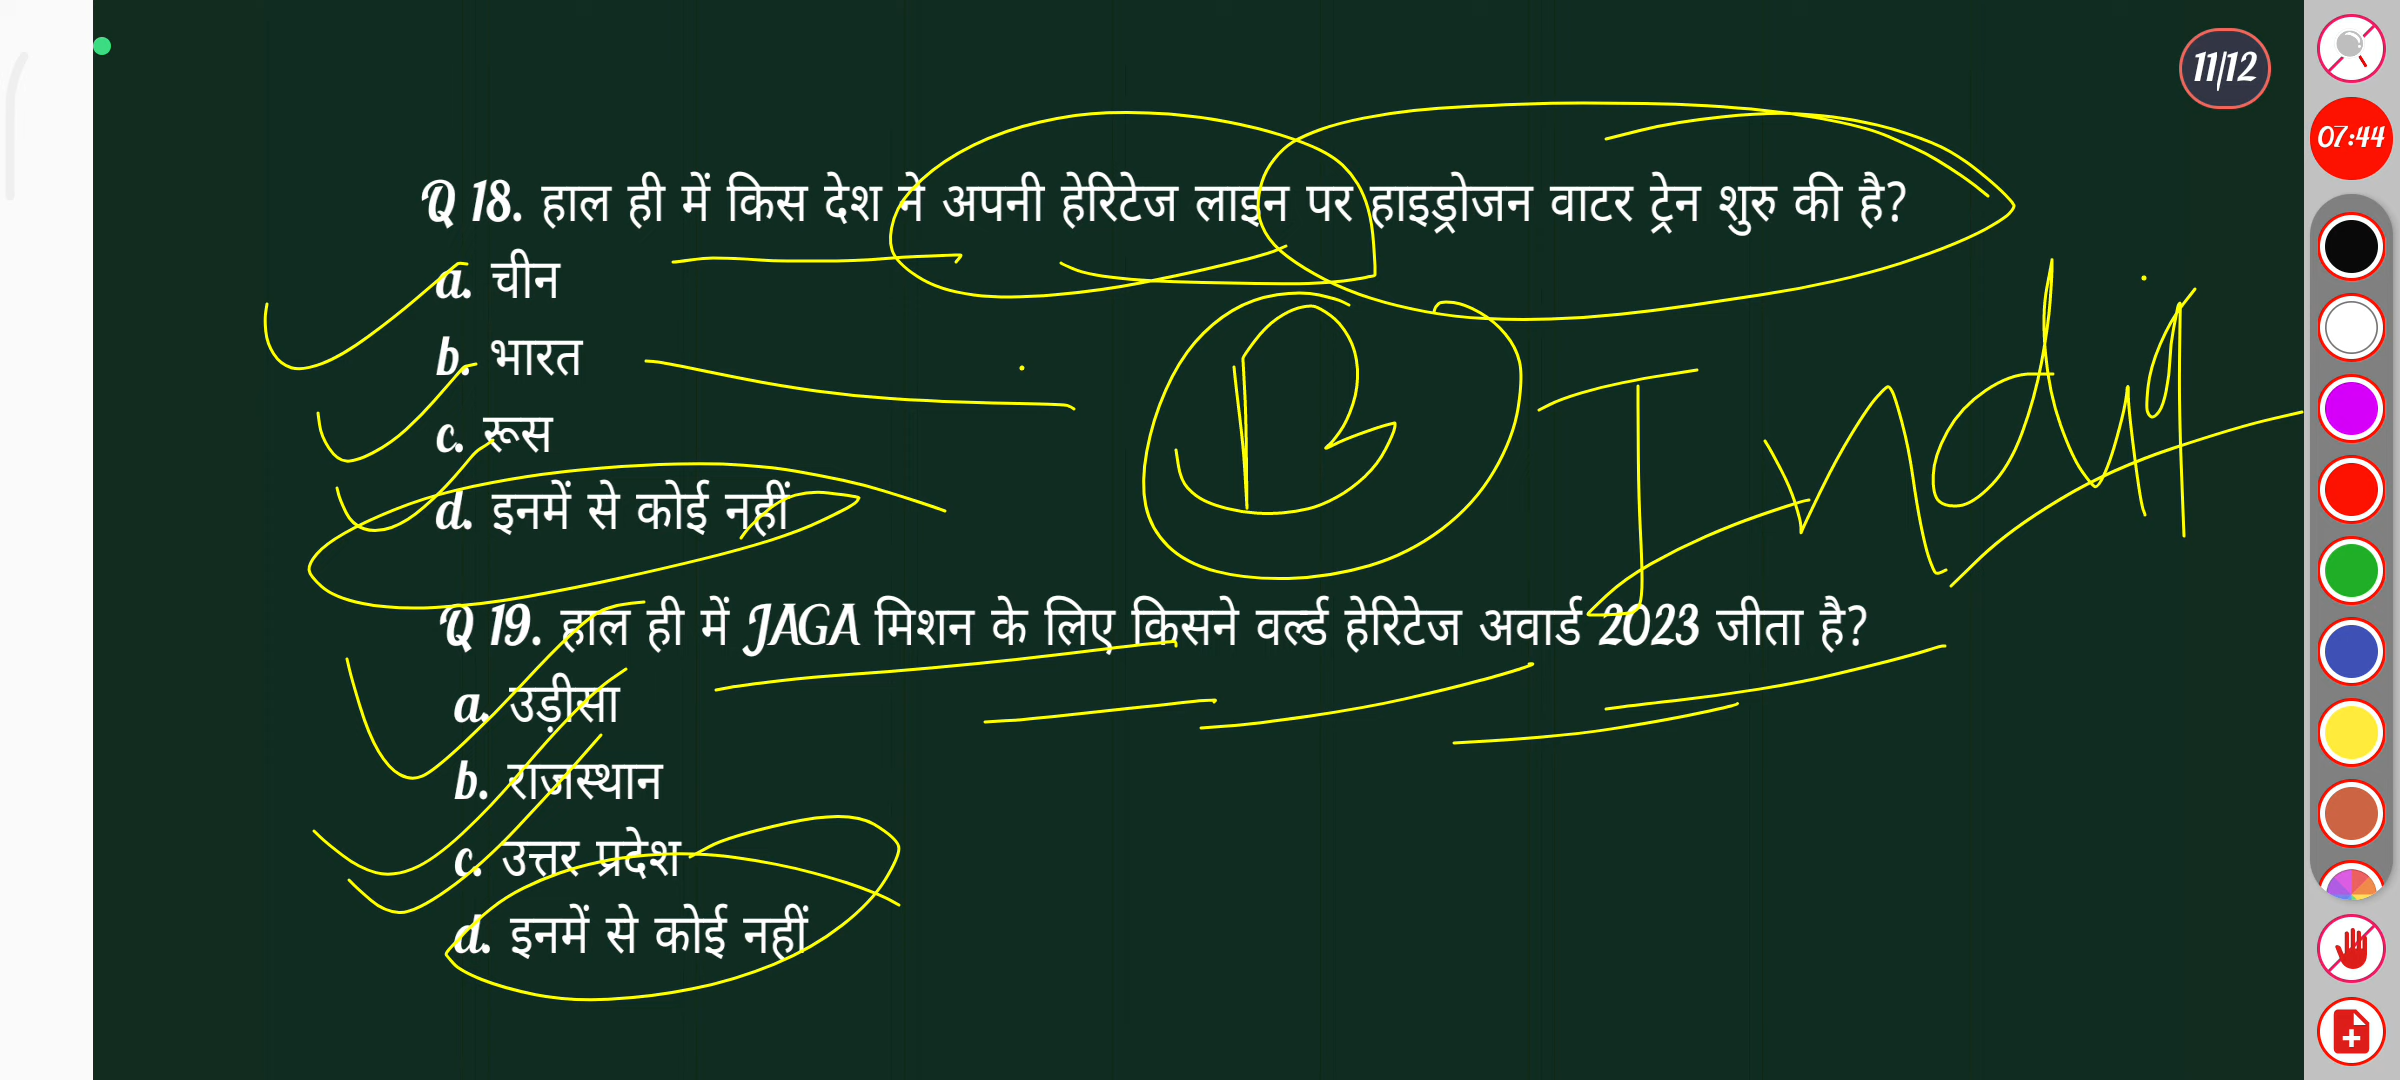 11/12
07:44
Q 18. हाल ही में किस देश ने अपनी हेरिटेज लाइन पर हाइड्रोजन वाटर ट्रेन शुरु की है?
a. चीन
b. भारत
c. रूस
d. इनमें से कोई नहीं
B India
Q 19. हाल ही में JAGA मिशन के लिए किसने वर्ल्ड हेरिटेज अवार्ड 2023 जीता है?
a. उड़ीसा
b. राजस्थान
c. उत्तर प्रदेश
d. इनमें से कोई नहीं